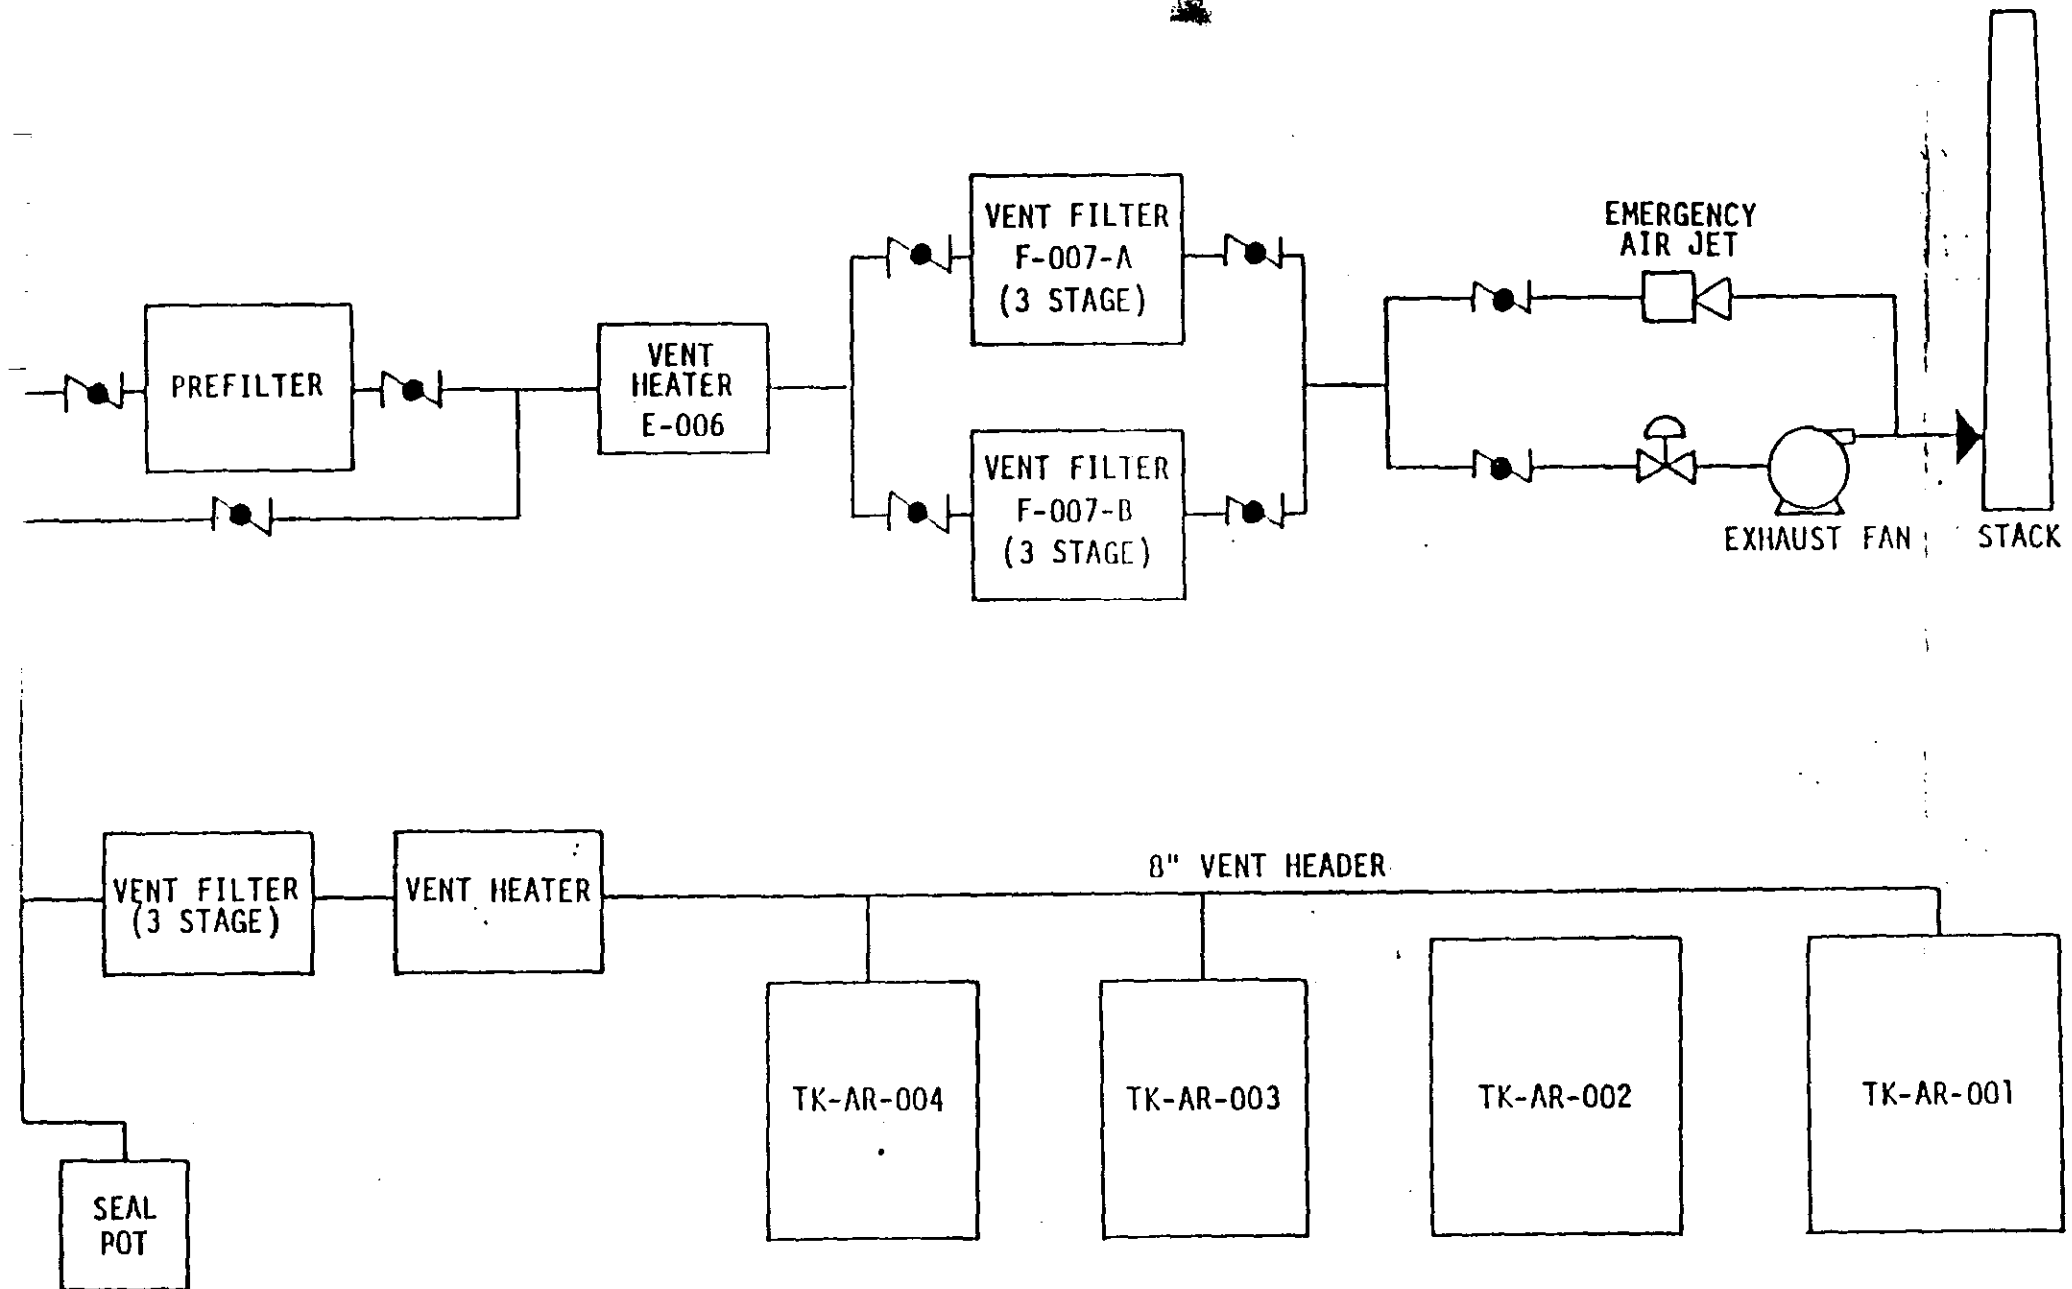 EMERGENCY
AIR JET
VENT FILTER
F-007-A
(3 STAGE)
PREFILTER
VENT
HEATER
E-006
VENT FILTER
F-007-B
(3 STAGE)
EXHAUST FAN
STACK
8" VENT HEADER
VENT FILTER
(3 STAGE)
VENT HEATER
TK-AR-004
TK-AR-003
TK-AR-002
TK-AR-001
SEAL
POT